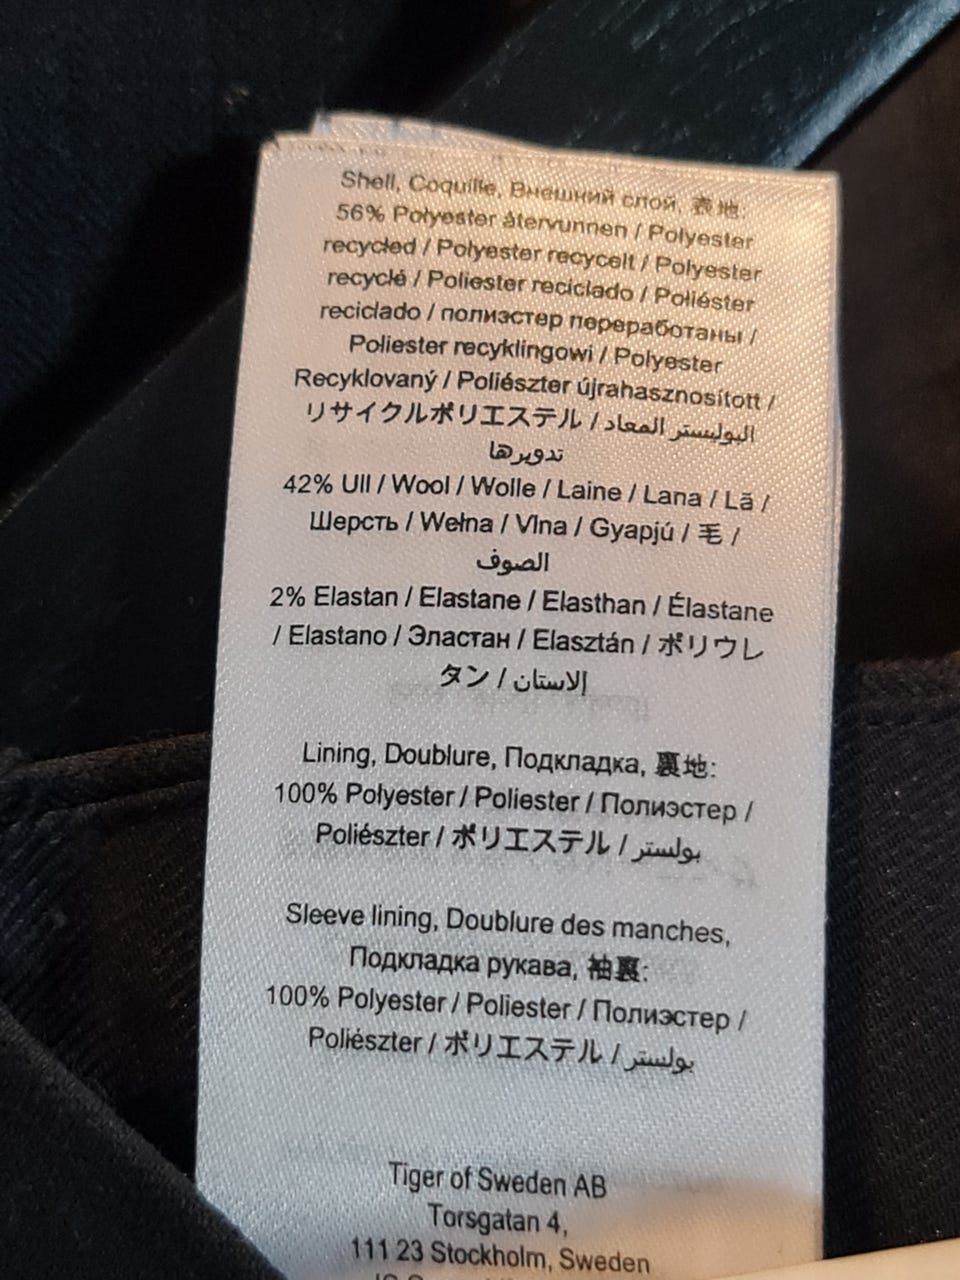 Shell, Coquille, Внешний слой, 表地:
56% Polyester återvunnen / Polyester
recycled / Polyester recycelt / Polyester
recyclé / Poliester reciclado / Poliéster
reciclado / полиэстер переработаны /
Poliester recyklingowi / Polyester
Recyklovaný / Poliészter újrahasznosított /
リサイクルポリエステル / البوليستر المعاد
تدويرها
42% Ull / Wool / Wolle / Laine / Lana / Lã /
Шерсть / Wełna / Vlna / Gyapjú / 毛 /
الصوف
2% Elastan / Elastane / Elasthan / Élastane
/ Elastano / Эластан / Elasztán / ポリウレ
タン / إلاستان
Lining, Doublure, Подкладка, 裏地:
100% Polyester / Poliester / Полиэстер /
Poliészter / ポリエステル / بولستر
Sleeve lining, Doublure des manches,
Подкладка рукава, 袖裏:
100% Polyester / Poliester / Полиэстер /
Poliészter / ポリエステル / بولستر
Tiger of Sweden AB
Torsgatan 4,
111 23 Stockholm, Sweden